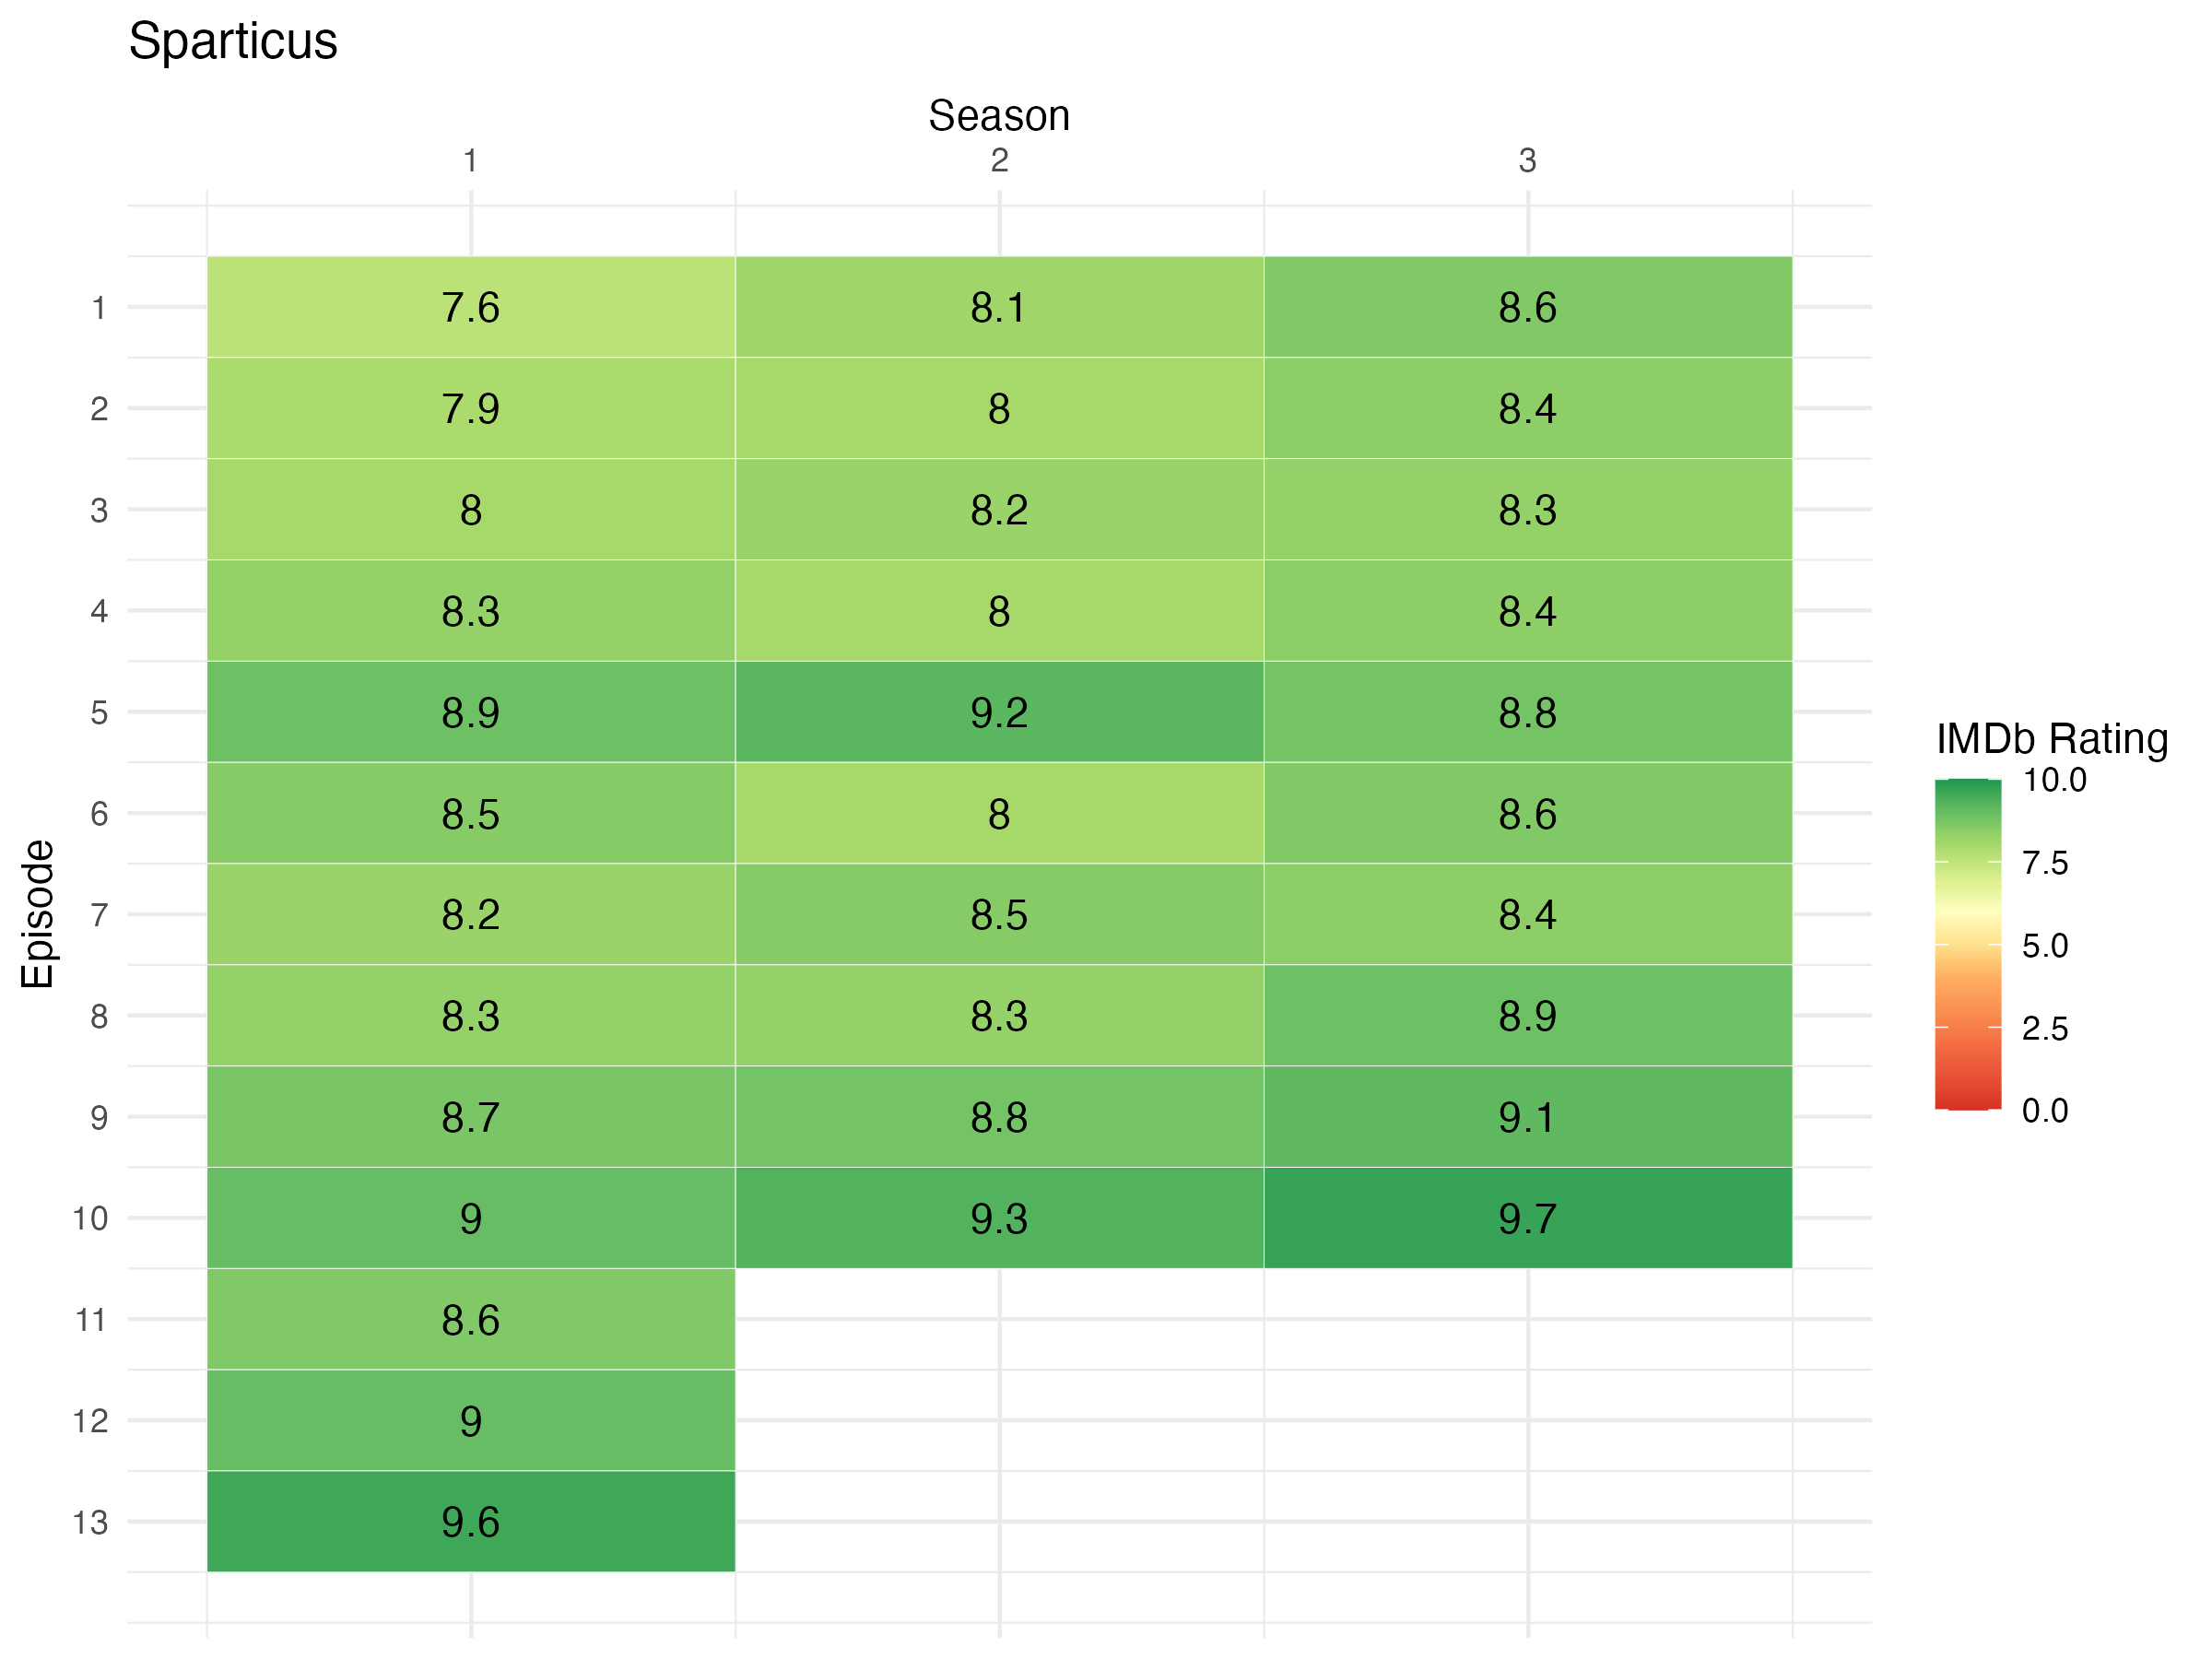 Sparticus
Season
1 2 3
1 7.6 8.1 8.6
2 7.9 8 8.4
3 8 8.2 8.3
4 8.3 8 8.4
5 8.9 9.2 8.8
6 8.5 8 8.6
7 8.2 8.5 8.4
8 8.3 8.3 8.9
9 8.7 8.8 9.1
10 9 9.3 9.7
11 8.6
12 9
13 9.6
Episode
IMDb Rating
10.0
7.5
5.0
2.5
0.0